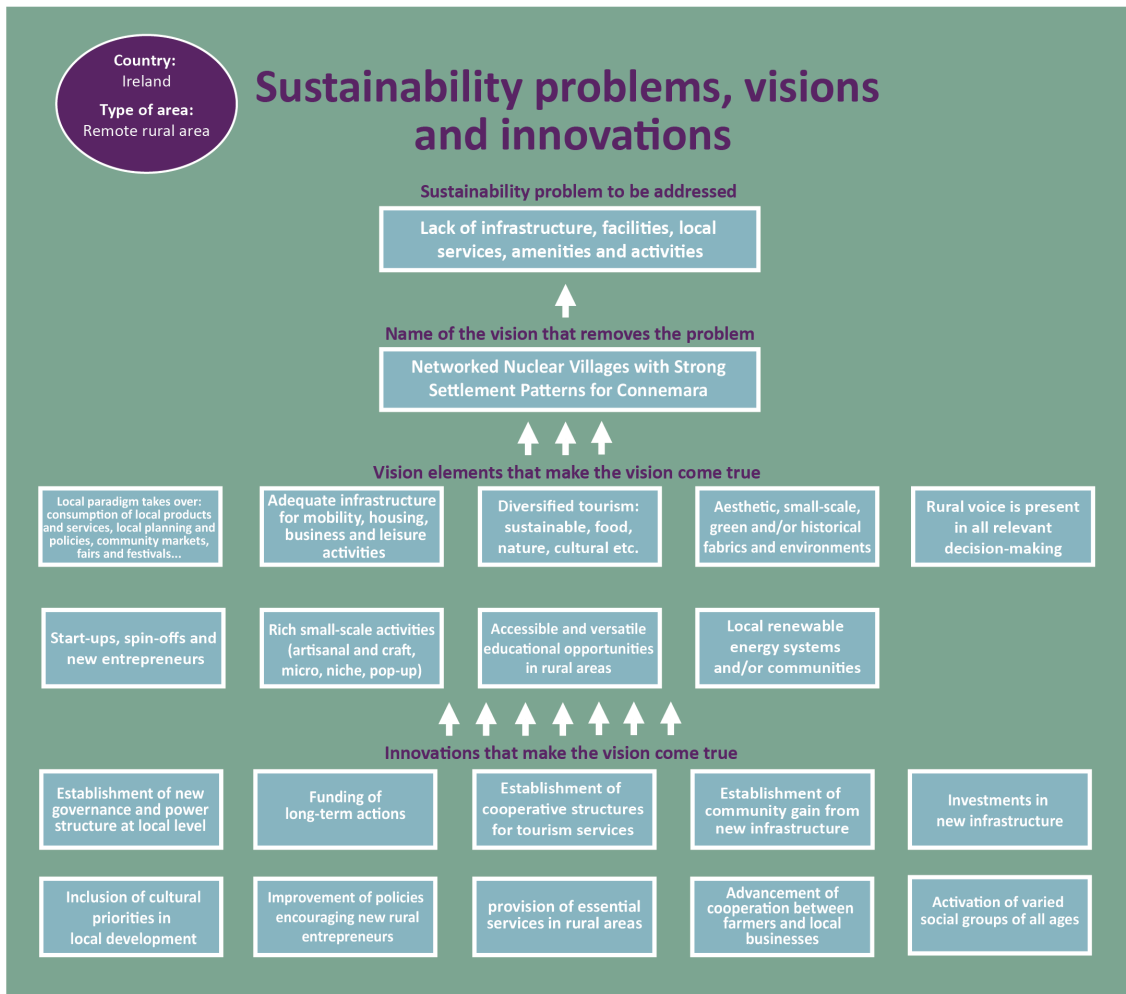 Country:
Ireland
Type of area:
Remote rural area
Sustainability problems, visions
and innovations
Sustainability problem to be addressed
Lack of infrastructure, facilities, local
services, amenities and activities
Name of the vision that removes the problem
Networked Nuclear Villages with Strong
Settlement Patterns for Connemara
Vision elements that make the vision come true
Local paradigm takes over:
consumption of local products
and services, local planning and
policies, community markets,
fairs and festivals...
Adequate infrastructure
for mobility, housing,
business and leisure
activities
Diversified tourism:
sustainable, food,
nature, cultural etc.
Aesthetic, small-scale,
green and/or historical
fabrics and environments
Rural voice is present
in all relevant
decision-making
Start-ups, spin-offs and
new entrepreneurs
Rich small-scale activities
(artisanal and craft,
micro, niche, pop-up)
Accessible and versatile
educational opportunities
in rural areas
Local renewable
energy systems
and/or communities
Innovations that make the vision come true
Establishment of new
governance and power
structure at local level
Funding of
long-term actions
Establishment of
cooperative structures
for tourism services
Establishment of
community gain from
new infrastructure
Investments in
new infrastructure
Inclusion of cultural
priorities in
local development
Improvement of policies
encouraging new rural
entrepreneurs
provision of essential
services in rural areas
Advancement of
cooperation between
farmers and local
businesses
Activation of varied
social groups of all ages